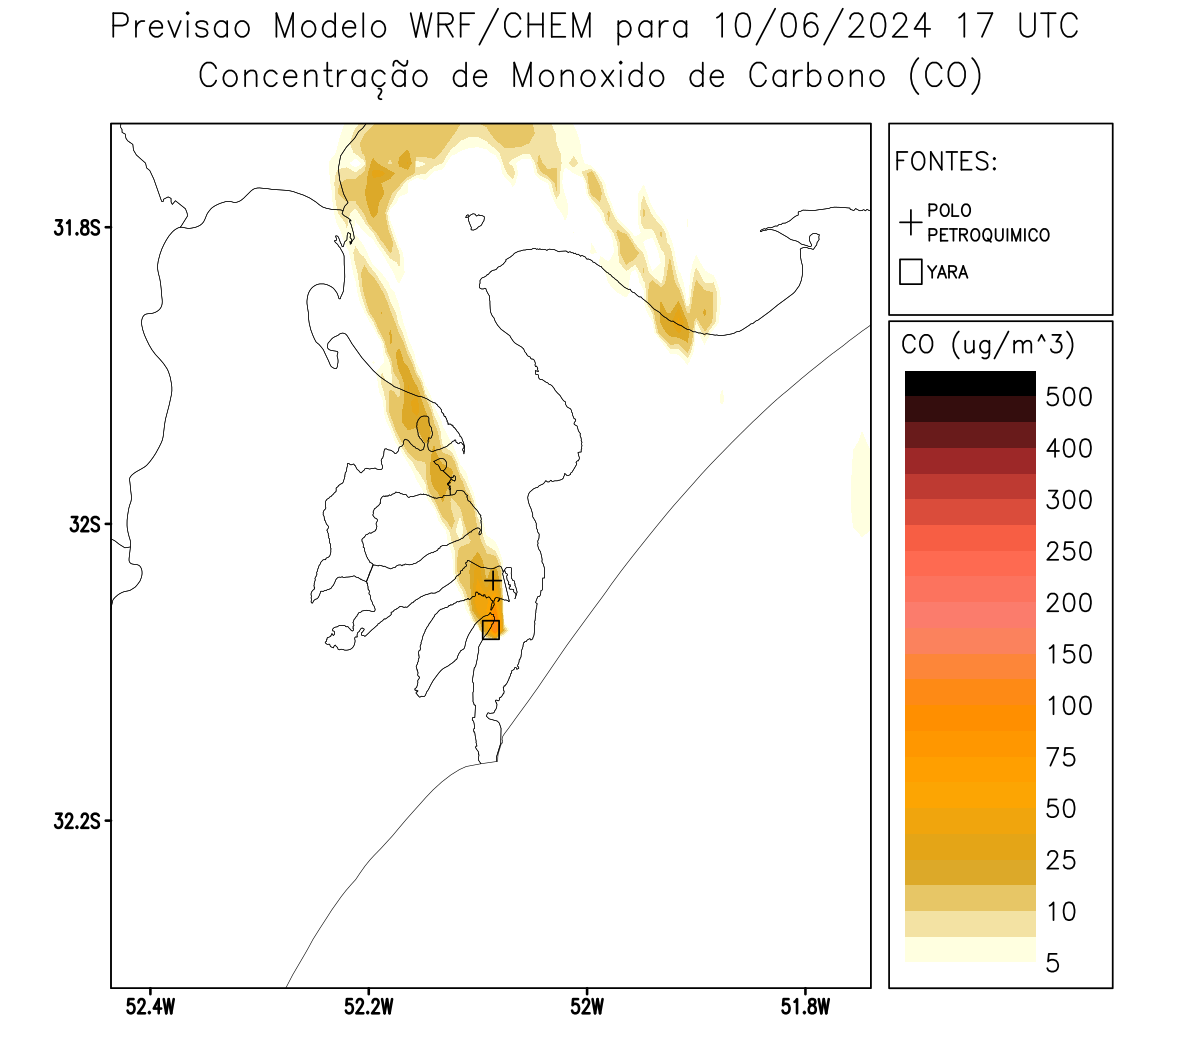 Previsao Modelo WRF/CHEM para 10/06/2024 17 UTC
Concentração de Monoxido de Carbono (CO)
FONTES:
POLO
PETROQUIMICO
YARA
CO (ug/m^3)
500
400
300
250
200
150
100
75
50
25
10
5
31.8S
32S
32.2S
52.4W
52.2W
52W
51.8W